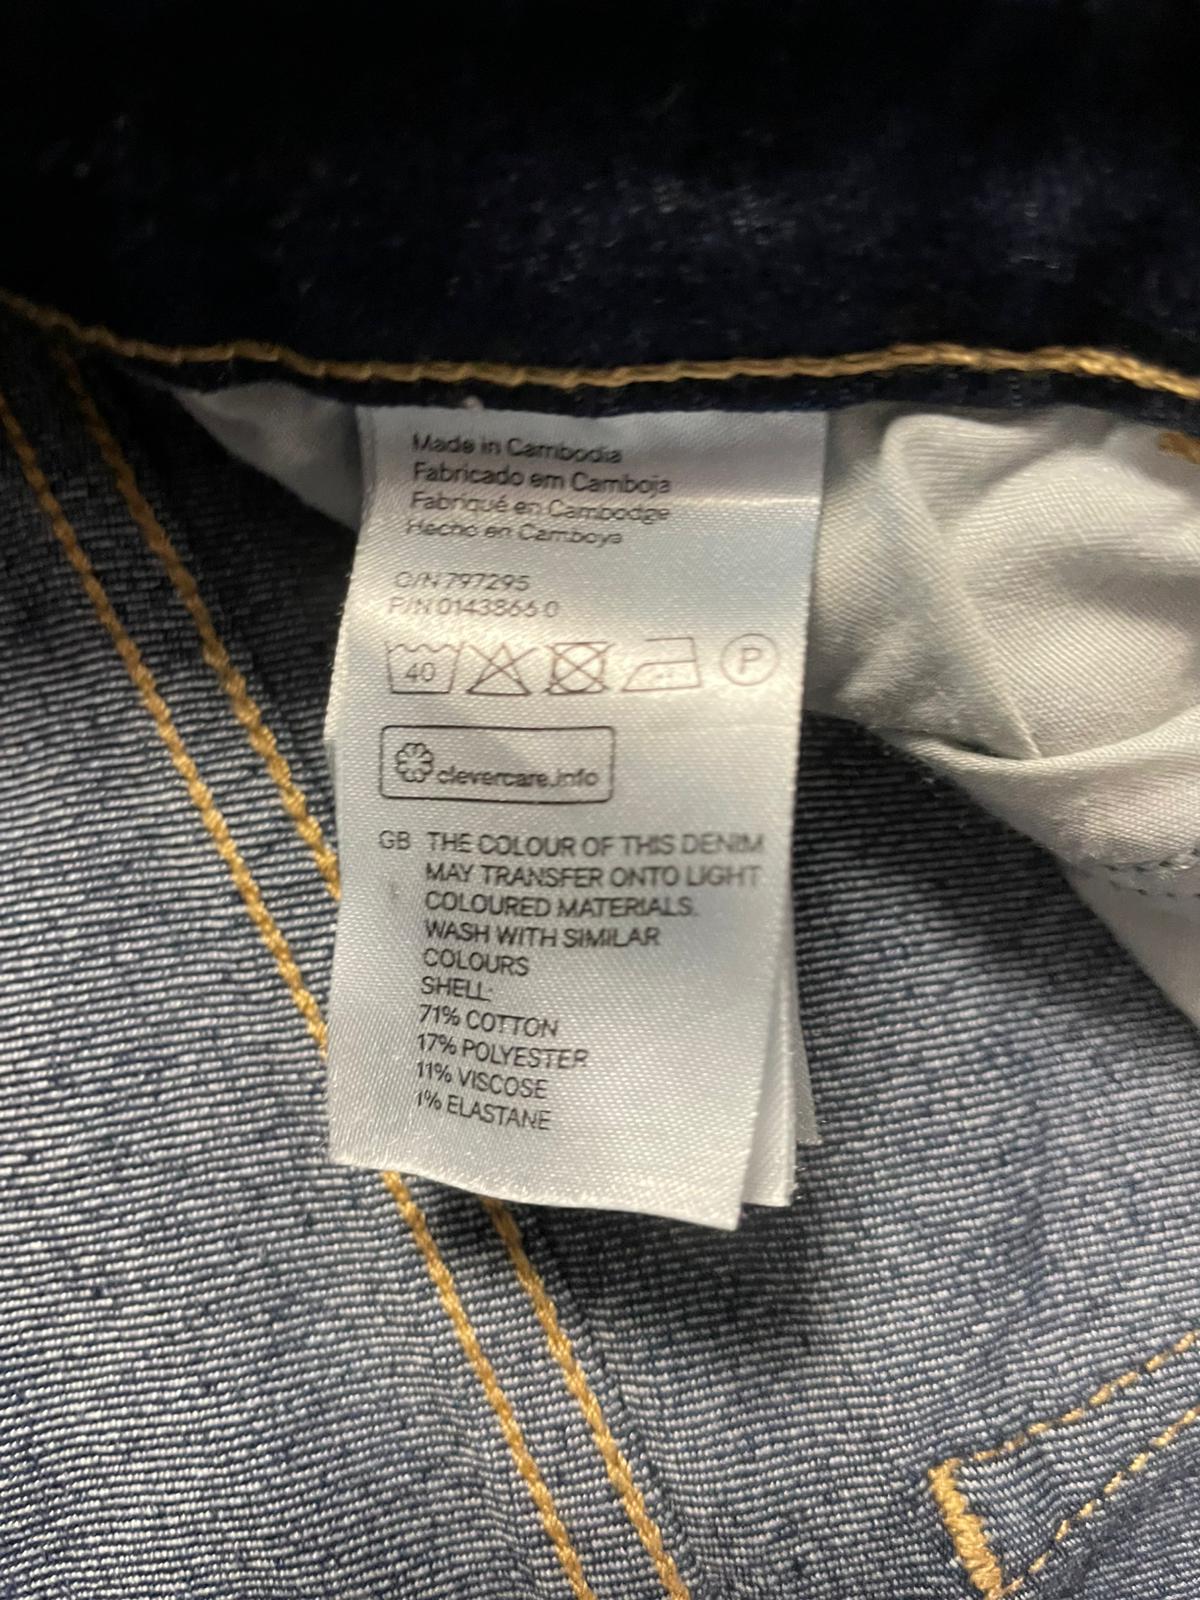 Made in Cambodia
Fabricado em Camboja
Fabriqué en Cambodge
Hecho en Camboya
O/N 797295
P/N 0143866 0
40 P
clevercare.info
GB THE COLOUR OF THIS DENIM
MAY TRANSFER ONTO LIGHT
COLOURED MATERIALS.
WASH WITH SIMILAR
COLOURS
SHELL:
71% COTTON
17% POLYESTER
11% VISCOSE
1% ELASTANE